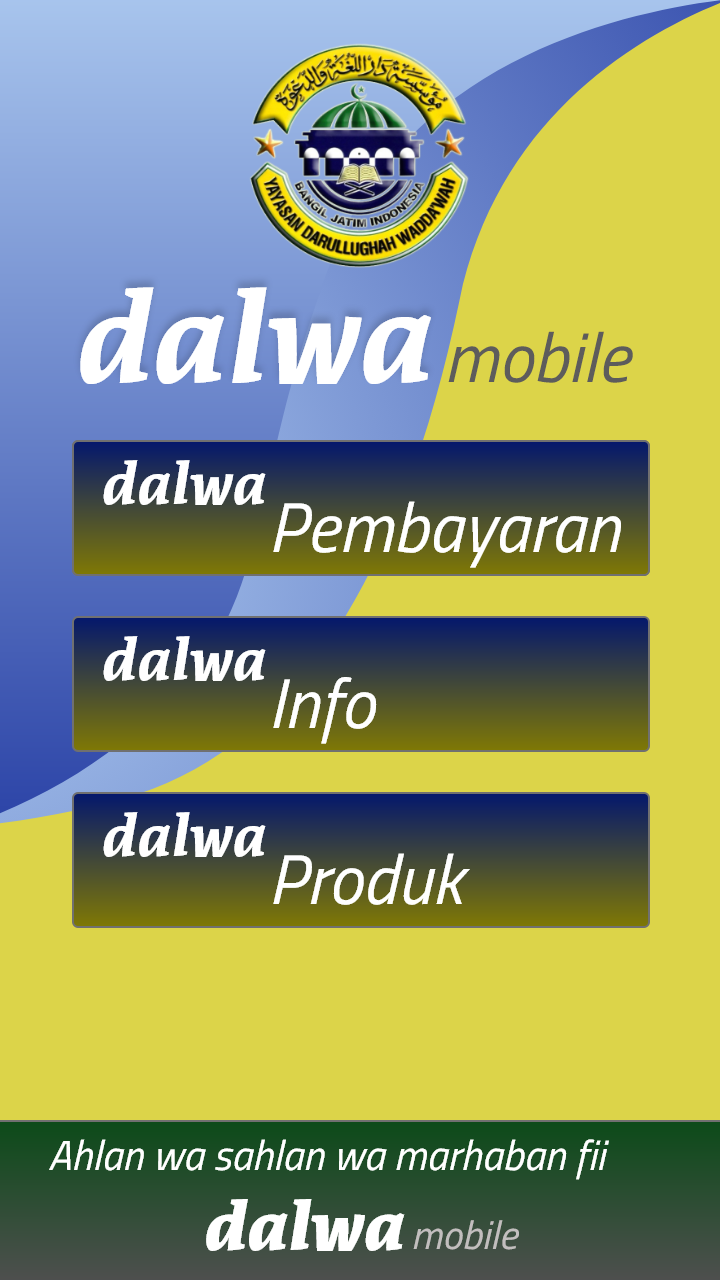 مؤسسة دار اللغة والدعوة
BANGIL JATIM INDONESIA
YAYASAN DARULLUGHAH WADDA'WAH
dalwa mobile
dalwa
Pembayaran
dalwa
Info
dalwa
Produk
Ahlan wa sahlan wa marhaban fii
dalwa mobile